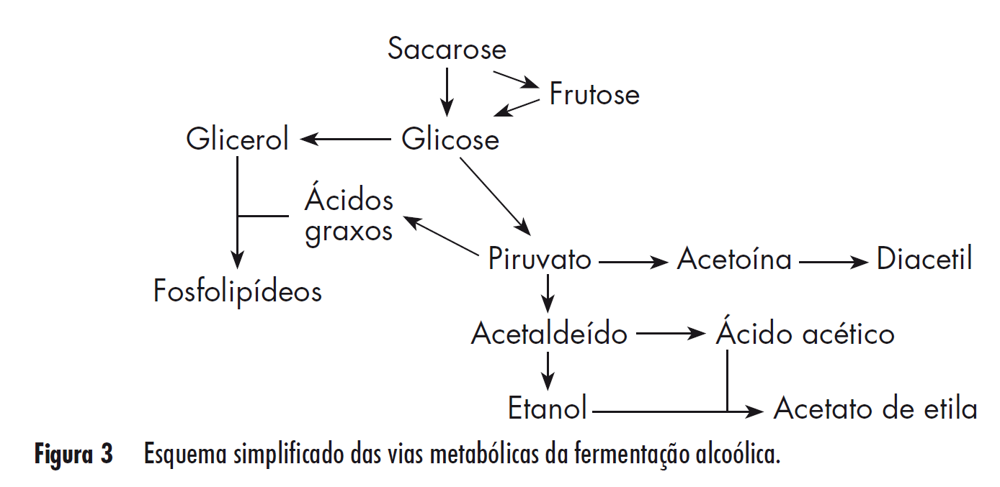 Sacarose
Frutose
Glicerol
Glicose
Ácidos
graxos
Piruvato
Acetoína
Diacetil
Fosfolipídeos
Acetaldeído
Ácido acético
Etanol
Acetato de etila
Figura 3 Esquema simplificado das vias metabólicas da fermentação alcoólica.